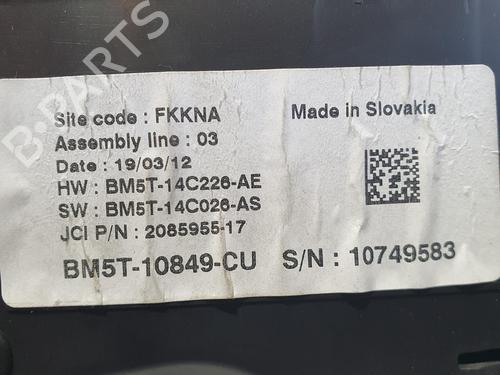 B-PARTS
Site code : FKKNA
Made in Slovakia
Assembly line : 03
Date : 19/03/12
HW : BM5T-14C226-AE
SW : BM5T-14C026-AS
JCI P/N : 2085955-17
BM5T-10849-CU S/N : 10749583